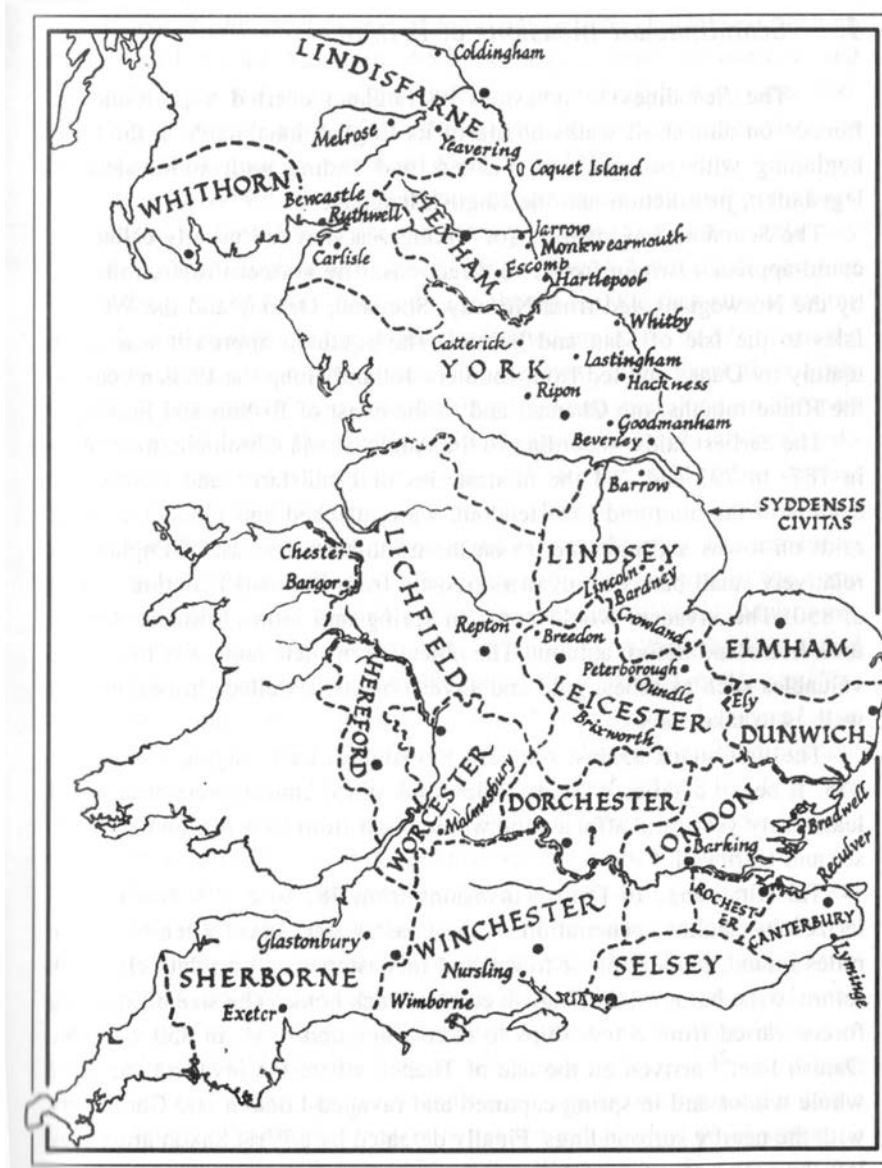 Coldingham
LINDISFARNE
Melrose
Yeavering
Coquet Island
WHITHORN
Bewcastle
HEXHAM
Ruthwell
Jarrow
Monkwearmouth
Carlisle
Escomb
Hartlepool
Whitby
Catterick
Lastingham
YORK
Hackness
Ripon
Goodmanham
Beverley
Barrow
SYDDENSIS
CIVITAS
LICHFIELD
LINDSEY
Chester
Lincoln
Bangor
Bardney
Repton
Breedon
Crowland
ELMHAM
HEREFORD
Peterborough
Oundle
Ely
LEICESTER
DUNWICH
Brixworth
WORCESTER
Malmesbury
DORCHESTER
LONDON
Bradwell
Barking
Reculver
ROCHEST-
ER
WINCHESTER
CANTERBURY
Glastonbury
SELSEY
Lyminge
SHERBORNE
Nursling
Exeter
Wimborne